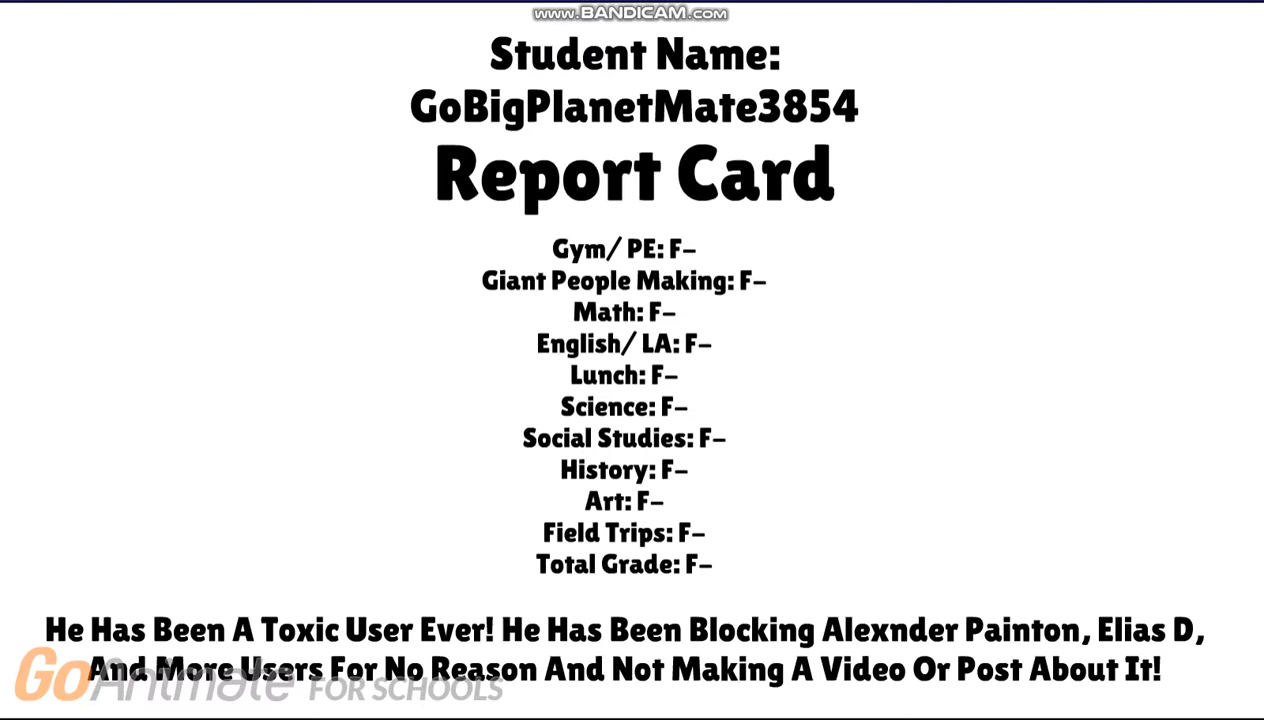 www.BANDICAM.com
Student Name:
GoBigPlanetMate3854
Report Card
Gym/ PE: F-
Giant People Making: F-
Math: F-
English/ LA: F-
Lunch: F-
Science: F-
Social Studies: F-
History: F-
Art: F-
Field Trips: F-
Total Grade: F-
He Has Been A Toxic User Ever! He Has Been Blocking Alexnder Painton, Elias D,
And More Users For No Reason And Not Making A Video Or Post About It!
GoAnimate FOR SCHOOLS